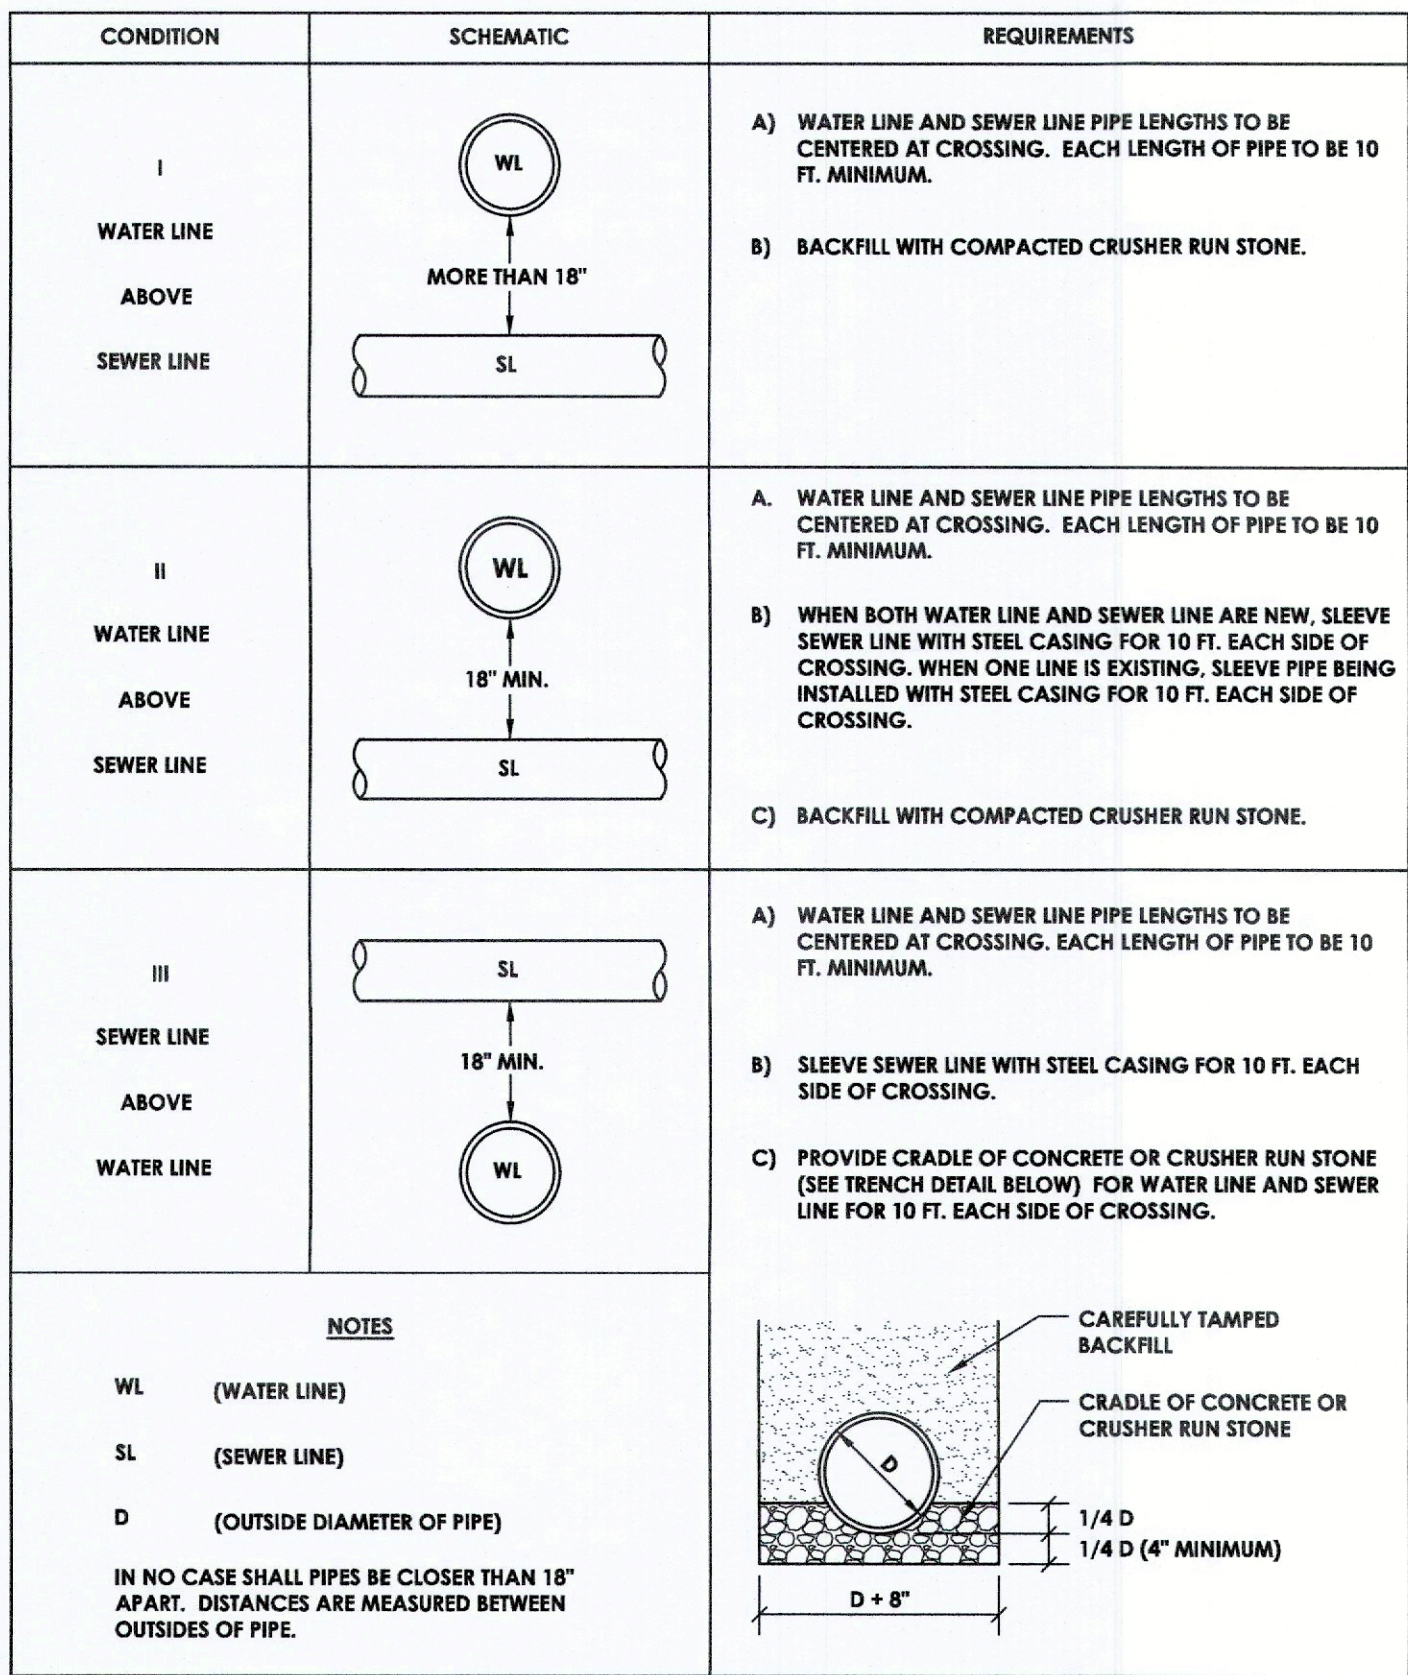 CONDITION
SCHEMATIC
REQUIREMENTS
I
WATER LINE
ABOVE
SEWER LINE
WL
MORE THAN 18"
SL
A) WATER LINE AND SEWER LINE PIPE LENGTHS TO BE
CENTERED AT CROSSING. EACH LENGTH OF PIPE TO BE 10
FT. MINIMUM.
B) BACKFILL WITH COMPACTED CRUSHER RUN STONE.
II
WATER LINE
ABOVE
SEWER LINE
WL
18" MIN.
SL
A. WATER LINE AND SEWER LINE PIPE LENGTHS TO BE
CENTERED AT CROSSING. EACH LENGTH OF PIPE TO BE 10
FT. MINIMUM.
B) WHEN BOTH WATER LINE AND SEWER LINE ARE NEW, SLEEVE
SEWER LINE WITH STEEL CASING FOR 10 FT. EACH SIDE OF
CROSSING. WHEN ONE LINE IS EXISTING, SLEEVE PIPE BEING
INSTALLED WITH STEEL CASING FOR 10 FT. EACH SIDE OF
CROSSING.
C) BACKFILL WITH COMPACTED CRUSHER RUN STONE.
III
SEWER LINE
ABOVE
WATER LINE
SL
18" MIN.
WL
A) WATER LINE AND SEWER LINE PIPE LENGTHS TO BE
CENTERED AT CROSSING. EACH LENGTH OF PIPE TO BE 10
FT. MINIMUM.
B) SLEEVE SEWER LINE WITH STEEL CASING FOR 10 FT. EACH
SIDE OF CROSSING.
C) PROVIDE CRADLE OF CONCRETE OR CRUSHER RUN STONE
(SEE TRENCH DETAIL BELOW) FOR WATER LINE AND SEWER
LINE FOR 10 FT. EACH SIDE OF CROSSING.
NOTES
WL (WATER LINE)
SL (SEWER LINE)
D (OUTSIDE DIAMETER OF PIPE)
IN NO CASE SHALL PIPES BE CLOSER THAN 18"
APART. DISTANCES ARE MEASURED BETWEEN
OUTSIDES OF PIPE.
CAREFULLY TAMPED
BACKFILL
CRADLE OF CONCRETE OR
CRUSHER RUN STONE
D
1/4 D
1/4 D (4" MINIMUM)
D + 8"